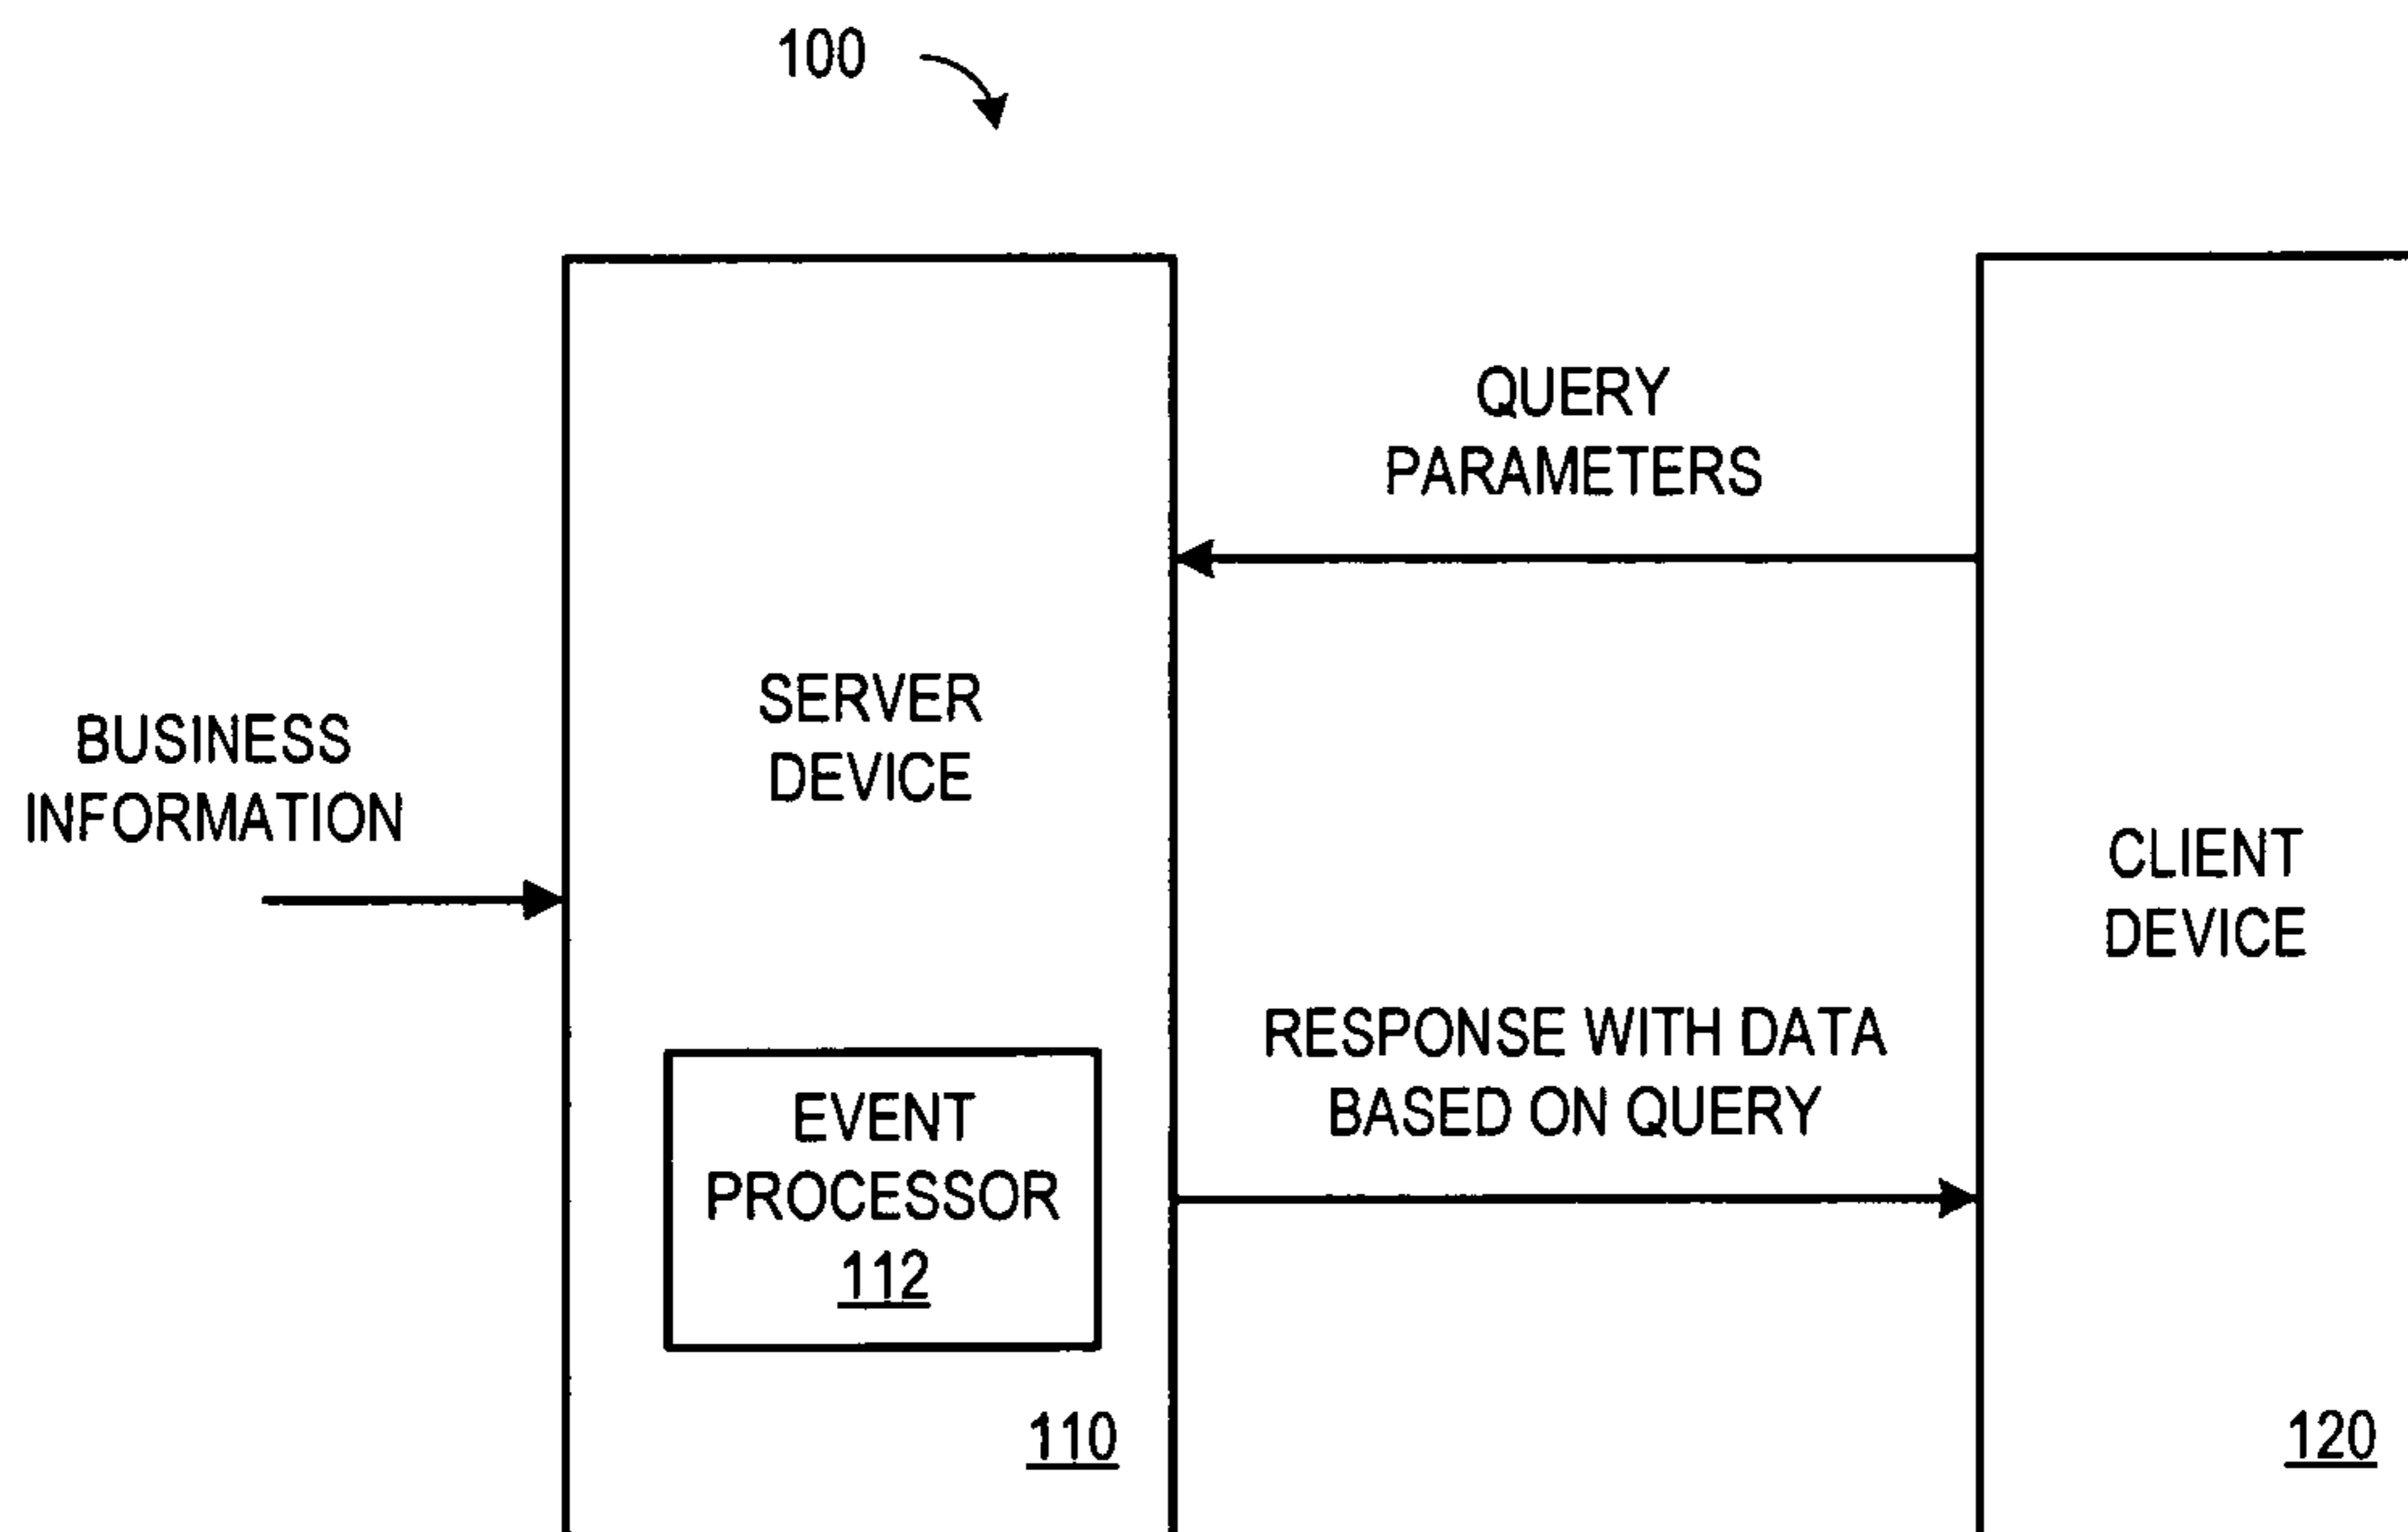 100
QUERY
PARAMETERS
SERVER
DEVICE
BUSINESS
INFORMATION
CLIENT
DEVICE
RESPONSE WITH DATA
BASED ON QUERY
EVENT
PROCESSOR
112
110
120